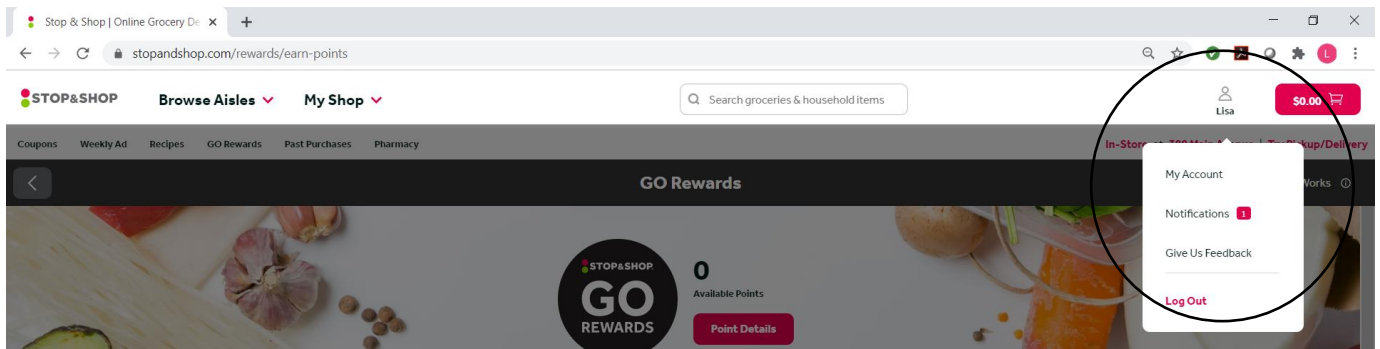 Stop & Shop | Online Grocery De
stopandshop.com/rewards/earn-points
L
STOP&SHOP
Browse Aisles
My Shop
Search groceries & household items
Lisa
$0.00
Coupons Weekly Ad Recipes GO Rewards Past Purchases Pharmacy
In-Store Pickup/Delivery
GO Rewards
Works
My Account
Notifications 1
Give Us Feedback
Log Out
STOP&SHOP
GO
REWARDS
0
Available Points
Point Details